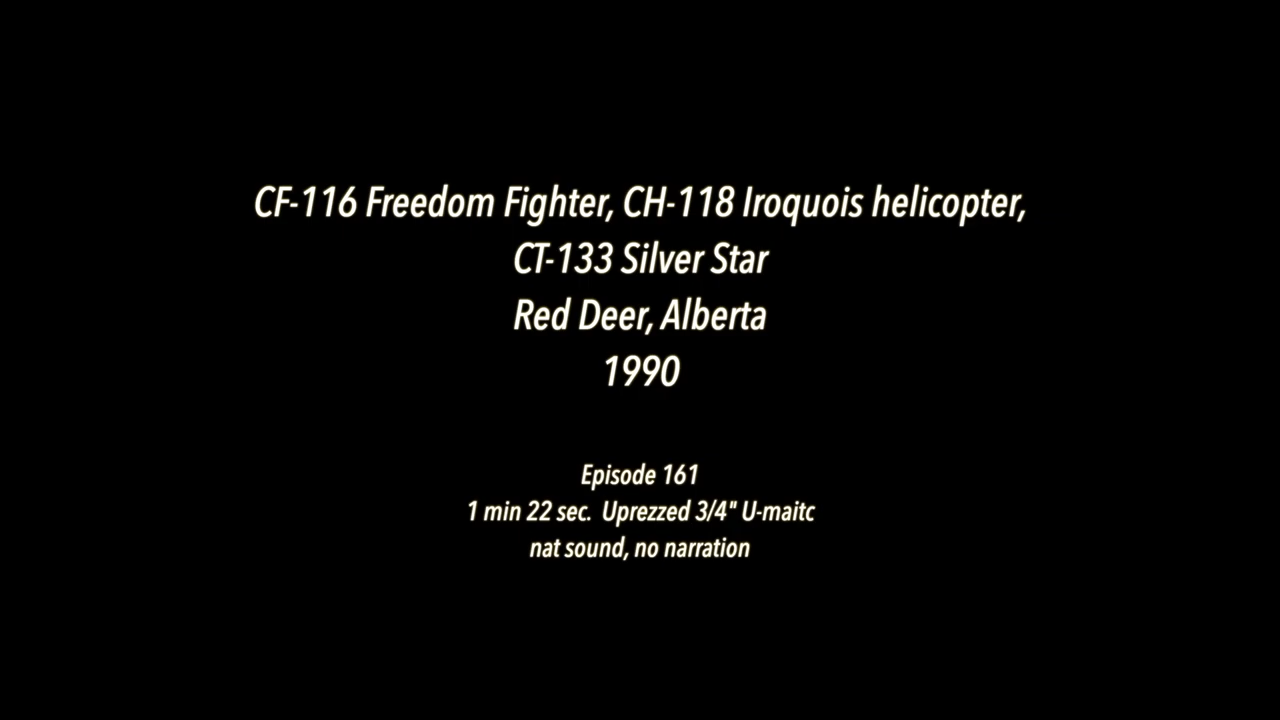 CF-116 Freedom Fighter, CH-118 Iroquois helicopter,
CT-133 Silver Star
Red Deer, Alberta
1990
Episode 161
1 min 22 sec.  Uprezzed 3/4" U-maitc
nat sound, no narration